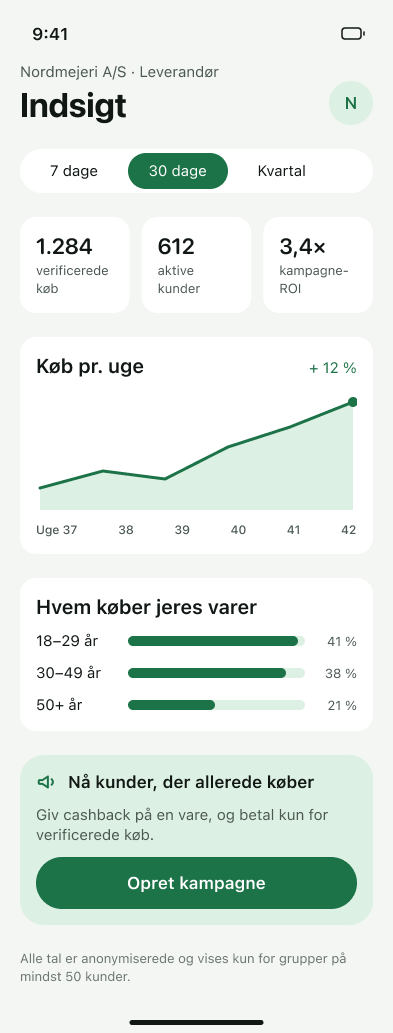 9:41
Nordmejeri A/S · Leverandør
Indsigt
N
7 dage
30 dage
Kvartal
1.284
verificerede
køb
612
aktive
kunder
3,4×
kampagne-
ROI
Køb pr. uge
+ 12 %
Uge 37 38 39 40 41 42
Hvem køber jeres varer
18–29 år 41 %
30–49 år 38 %
50+ år 21 %
Nå kunder, der allerede køber
Giv cashback på en vare, og betal kun for
verificerede køb.
Opret kampagne
Alle tal er anonymiserede og vises kun for grupper på
mindst 50 kunder.